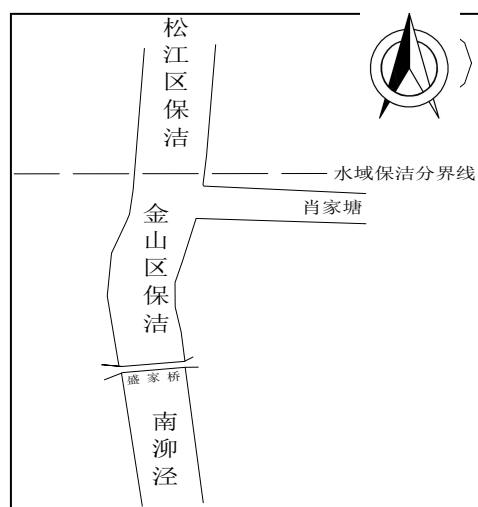 松江区保洁
水域保洁分界线
肖家塘
金山区保洁
盛家桥
南泖泾